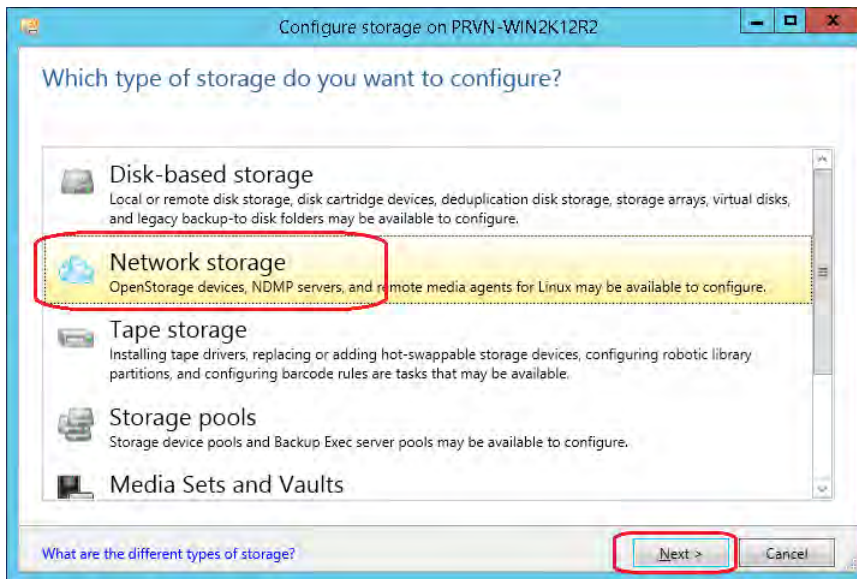 Configure storage on PRVN-WIN2K12R2
Which type of storage do you want to configure?
Disk-based storage
Local or remote disk storage, disk cartridge devices, deduplication disk storage, storage arrays, virtual disks,
and legacy backup-to disk folders may be available to configure.
Network storage
OpenStorage devices, NDMP servers, and remote media agents for Linux may be available to configure.
Tape storage
Installing tape drivers, replacing or adding hot-swappable storage devices, configuring robotic library
partitions, and configuring barcode rules are tasks that may be available.
Storage pools
Storage device pools and Backup Exec server pools may be available to configure.
Media Sets and Vaults
What are the different types of storage?
Next >
Cancel